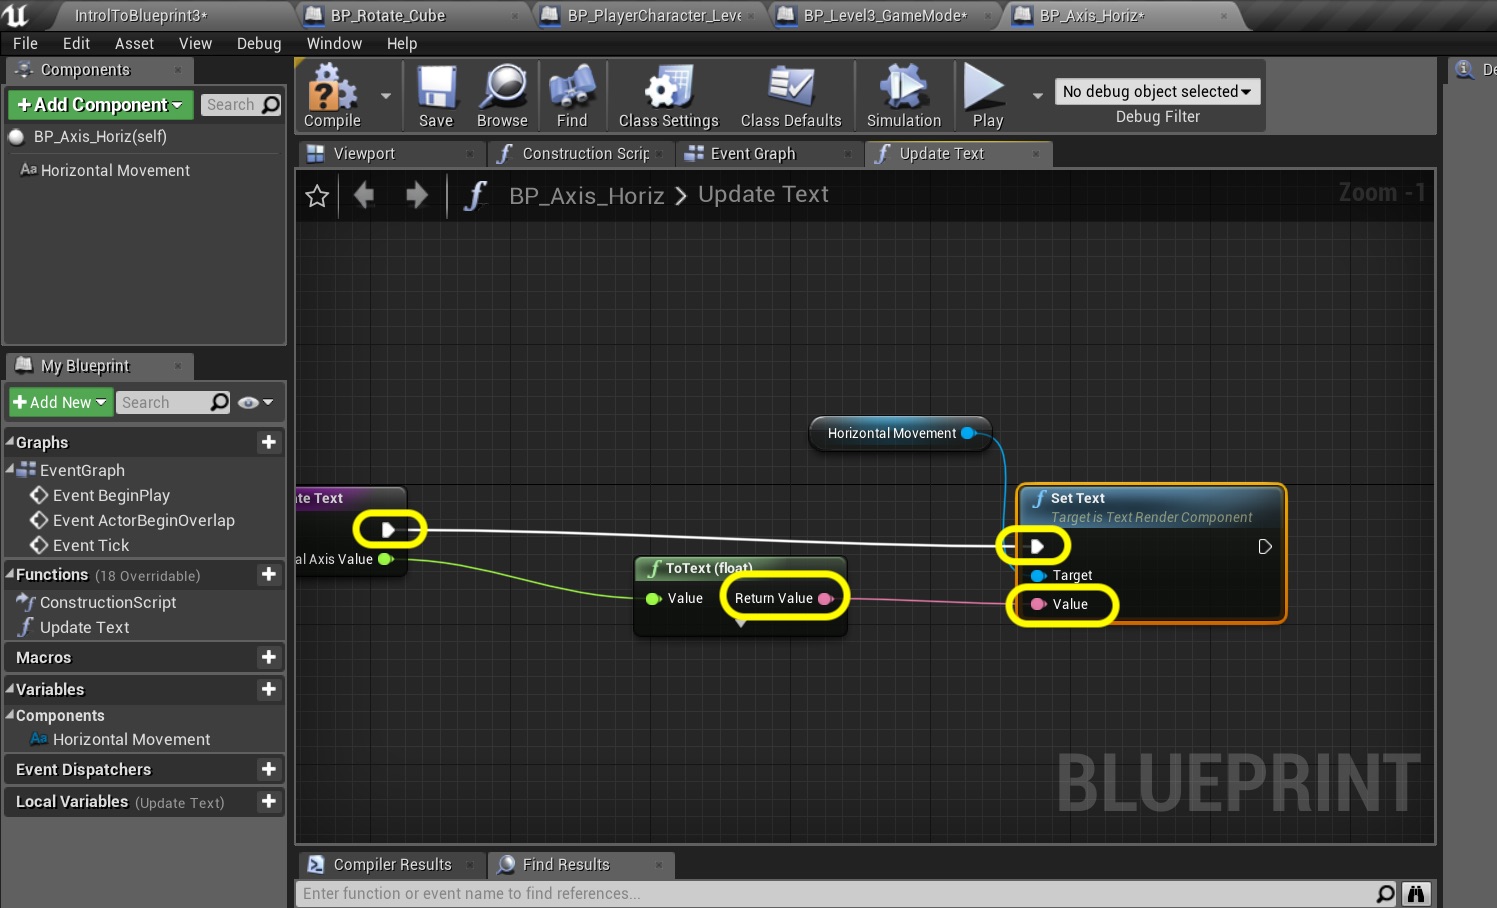 IntrolToBlueprint3*
BP_Rotate_Cube
BP_PlayerCharacter_Leve
BP_Level3_GameMode*
BP_Axis_Horiz*
File Edit Asset View Debug Window Help
Components
+Add Component
Search
BP_Axis_Horiz(self)
Aa Horizontal Movement
Compile
Save
Browse
Find
Class Settings
Class Defaults
Simulation
Play
No debug object selected
Debug Filter
De
Viewport
Construction Scrip
Event Graph
Update Text
BP_Axis_Horiz > Update Text
Zoom -1
My Blueprint
+Add New
Search
Graphs
EventGraph
Event BeginPlay
Event ActorBeginOverlap
Event Tick
Functions (18 Overridable)
ConstructionScript
Update Text
Macros
Variables
Components
Aa Horizontal Movement
Event Dispatchers
Local Variables (Update Text)
Horizontal Movement
te Text
al Axis Value
ToText (float)
Value
Return Value
Set Text
Target is Text Render Component
Target
Value
BLUEPRINT
Compiler Results
Find Results
Enter function or event name to find references...